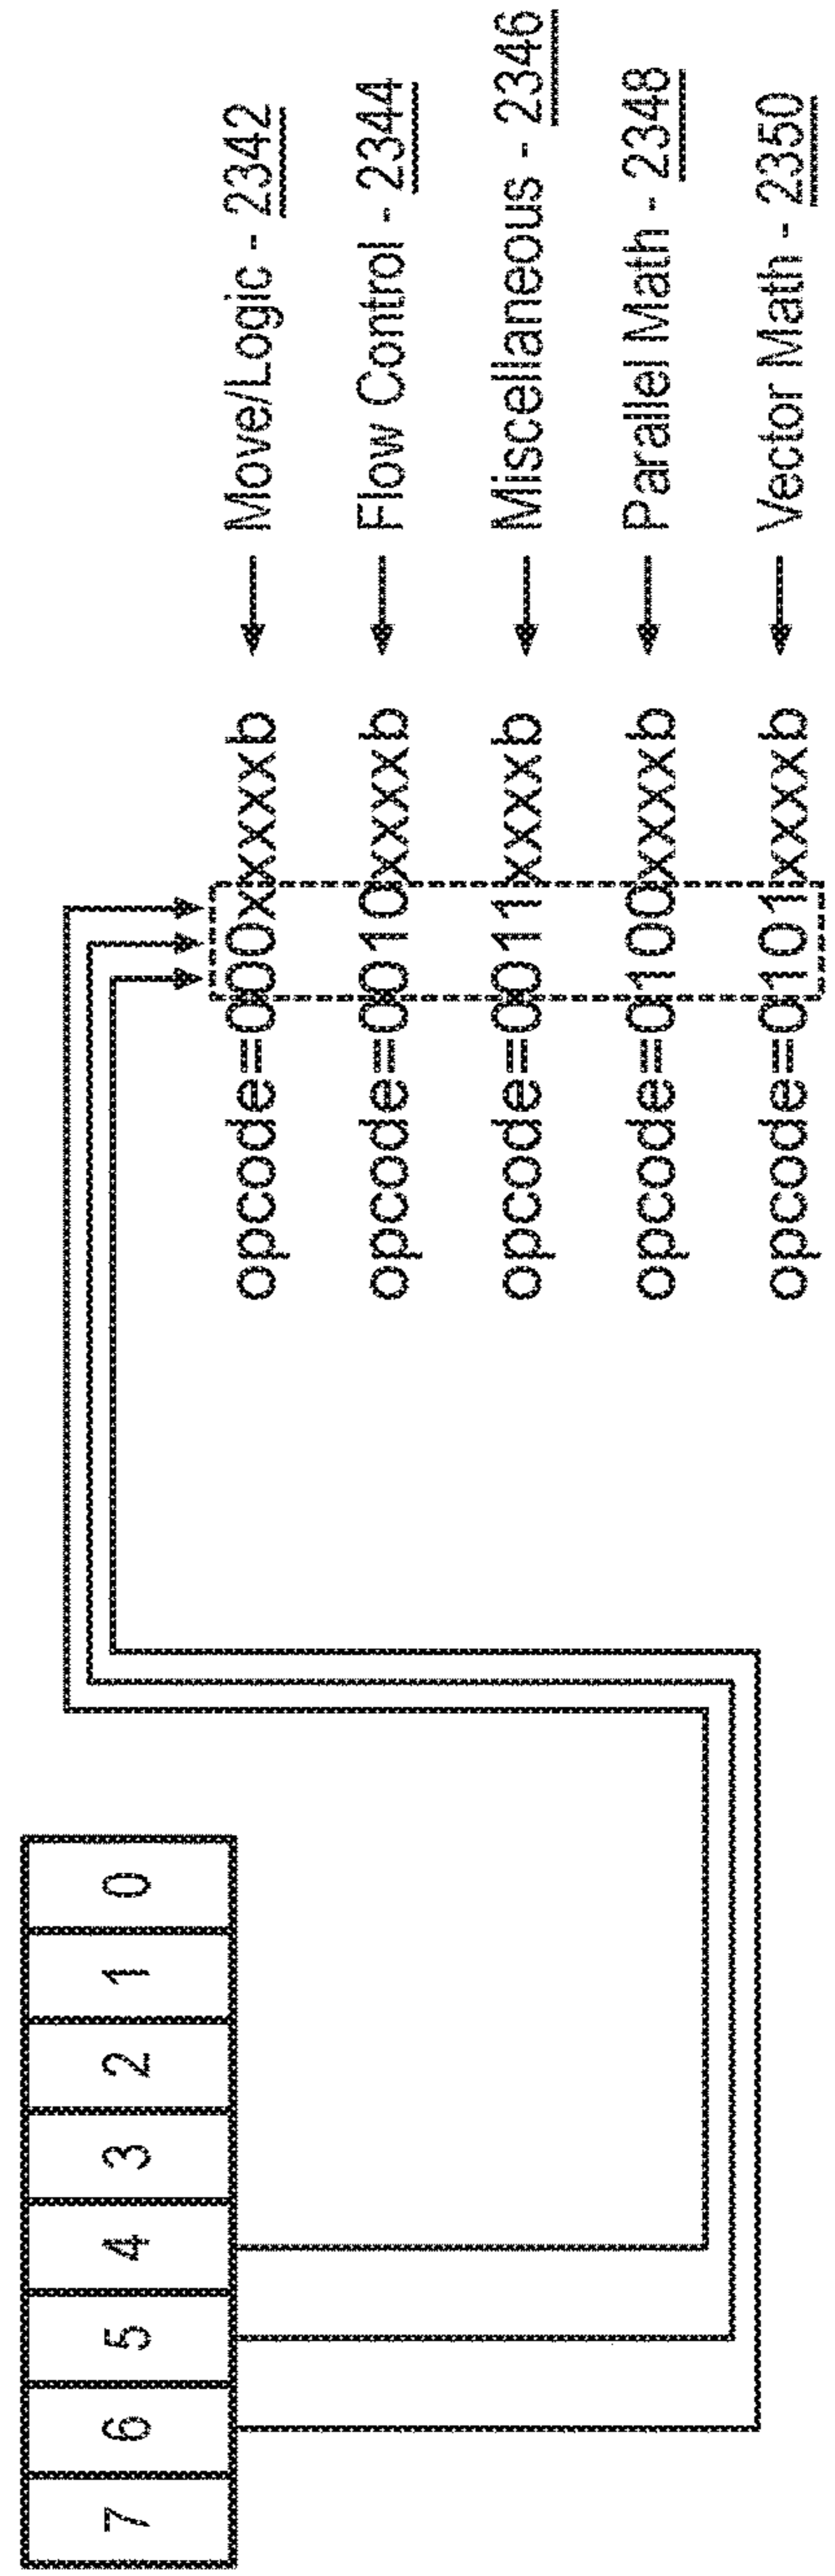 7 6 5 4 3 2 1 0
opcode=000xxxxxb ← Move/Logic - 2342
opcode=0010xxxxb ← Flow Control - 2344
opcode=0011xxxxb ← Miscellaneous - 2346
opcode=0100xxxxb ← Parallel Math - 2348
opcode=0101xxxxb ← Vector Math - 2350